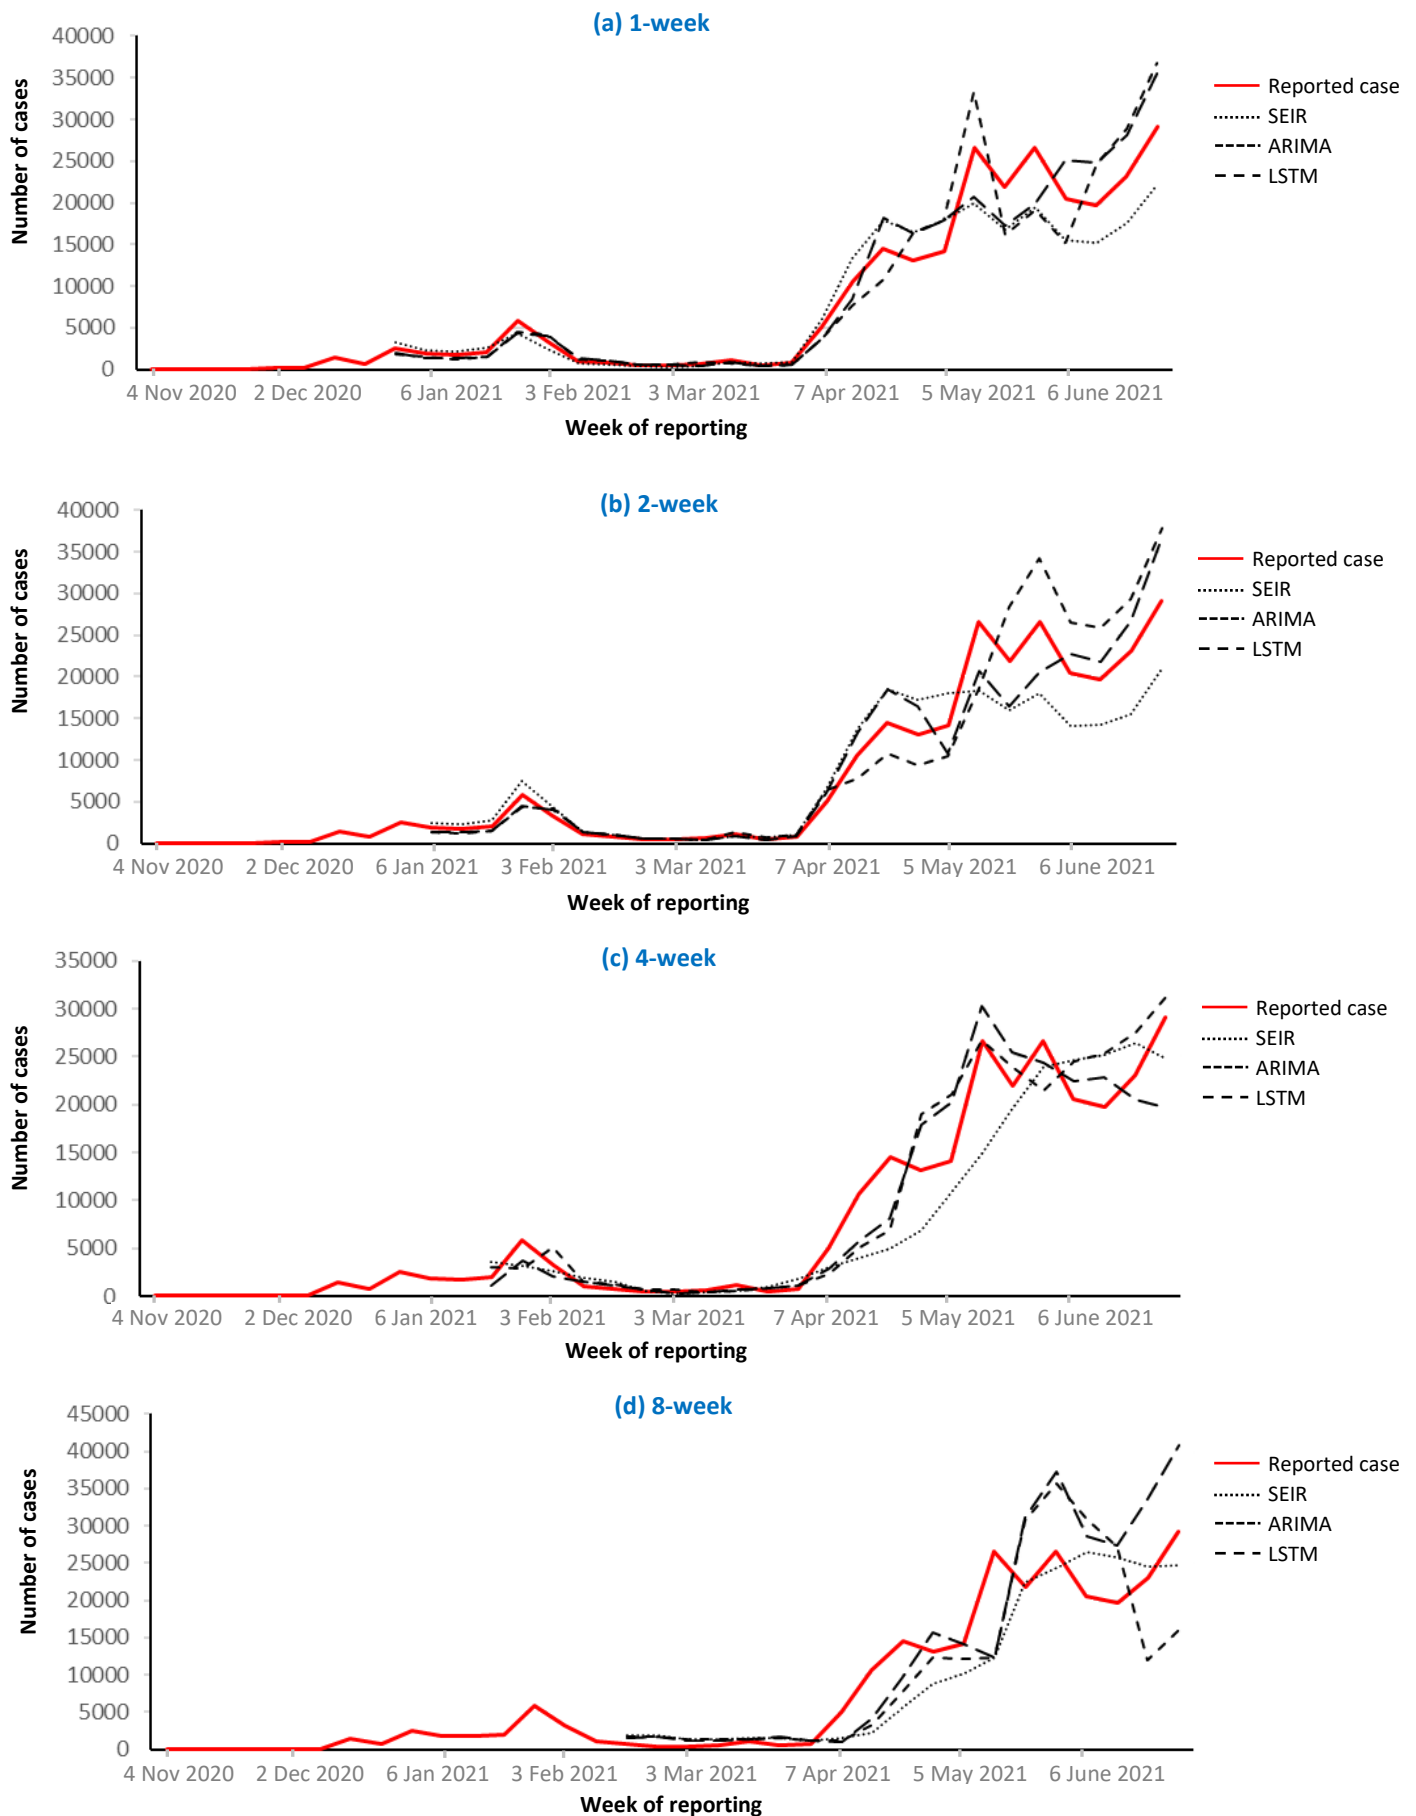 (a) 1-week
40000
35000
30000
25000
20000
15000
10000
5000
0
Number of cases
4 Nov 2020 2 Dec 2020 6 Jan 2021 3 Feb 2021 3 Mar 2021 7 Apr 2021 5 May 2021 6 June 2021
Week of reporting
Reported case
SEIR
ARIMA
LSTM
(b) 2-week
40000
35000
30000
25000
20000
15000
10000
5000
0
Number of cases
4 Nov 2020 2 Dec 2020 6 Jan 2021 3 Feb 2021 3 Mar 2021 7 Apr 2021 5 May 2021 6 June 2021
Week of reporting
Reported case
SEIR
ARIMA
LSTM
(c) 4-week
35000
30000
25000
20000
15000
10000
5000
0
Number of cases
4 Nov 2020 2 Dec 2020 6 Jan 2021 3 Feb 2021 3 Mar 2021 7 Apr 2021 5 May 2021 6 June 2021
Week of reporting
Reported case
SEIR
ARIMA
LSTM
(d) 8-week
45000
40000
35000
30000
25000
20000
15000
10000
5000
0
Number of cases
4 Nov 2020 2 Dec 2020 6 Jan 2021 3 Feb 2021 3 Mar 2021 7 Apr 2021 5 May 2021 6 June 2021
Week of reporting
Reported case
SEIR
ARIMA
LSTM